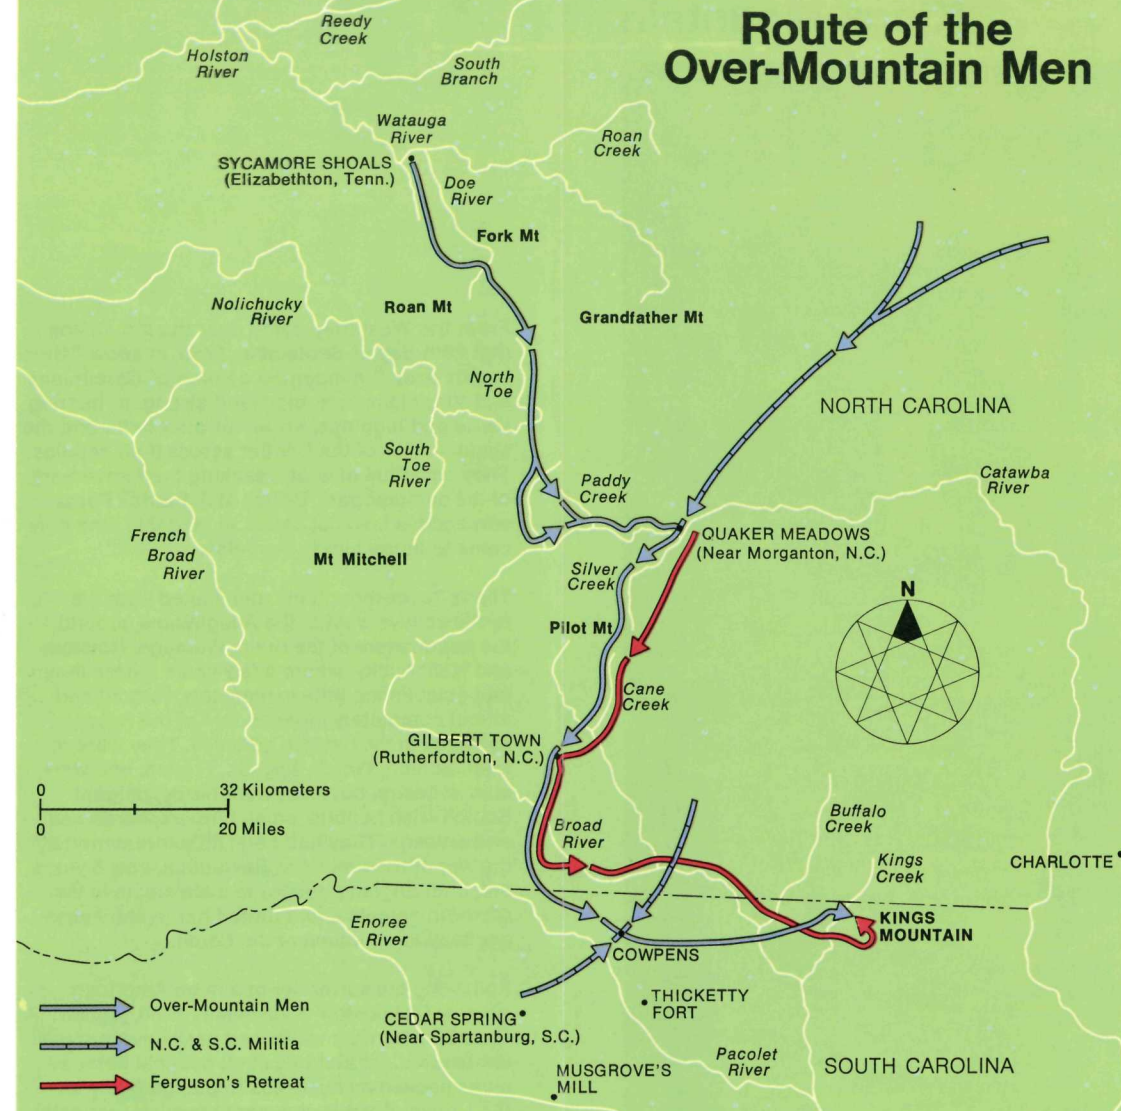 Route of the
Over-Mountain Men
Reedy
Creek
Holston
River
South
Branch
Watauga
River
Roan
Creek
SYCAMORE SHOALS
(Elizabethton, Tenn.)
Doe
River
Fork Mt
Nolichucky
River
Roan Mt
Grandfather Mt
North
Toe
NORTH CAROLINA
South
Toe
River
Paddy
Creek
Catawba
River
French
Broad
River
Mt Mitchell
QUAKER MEADOWS
(Near Morganton, N.C.)
Silver
Creek
N
Pilot Mt
Cane
Creek
GILBERT TOWN
(Rutherfordton, N.C.)
0
32 Kilometers
0
20 Miles
Broad
River
Buffalo
Creek
Kings
Creek
CHARLOTTE
Enoree
River
KINGS
MOUNTAIN
COWPENS
THICKETTY
FORT
CEDAR SPRING
(Near Spartanburg, S.C.)
Pacolet
River
SOUTH CAROLINA
MUSGROVE'S
MILL
Over-Mountain Men
N.C. & S.C. Militia
Ferguson's Retreat